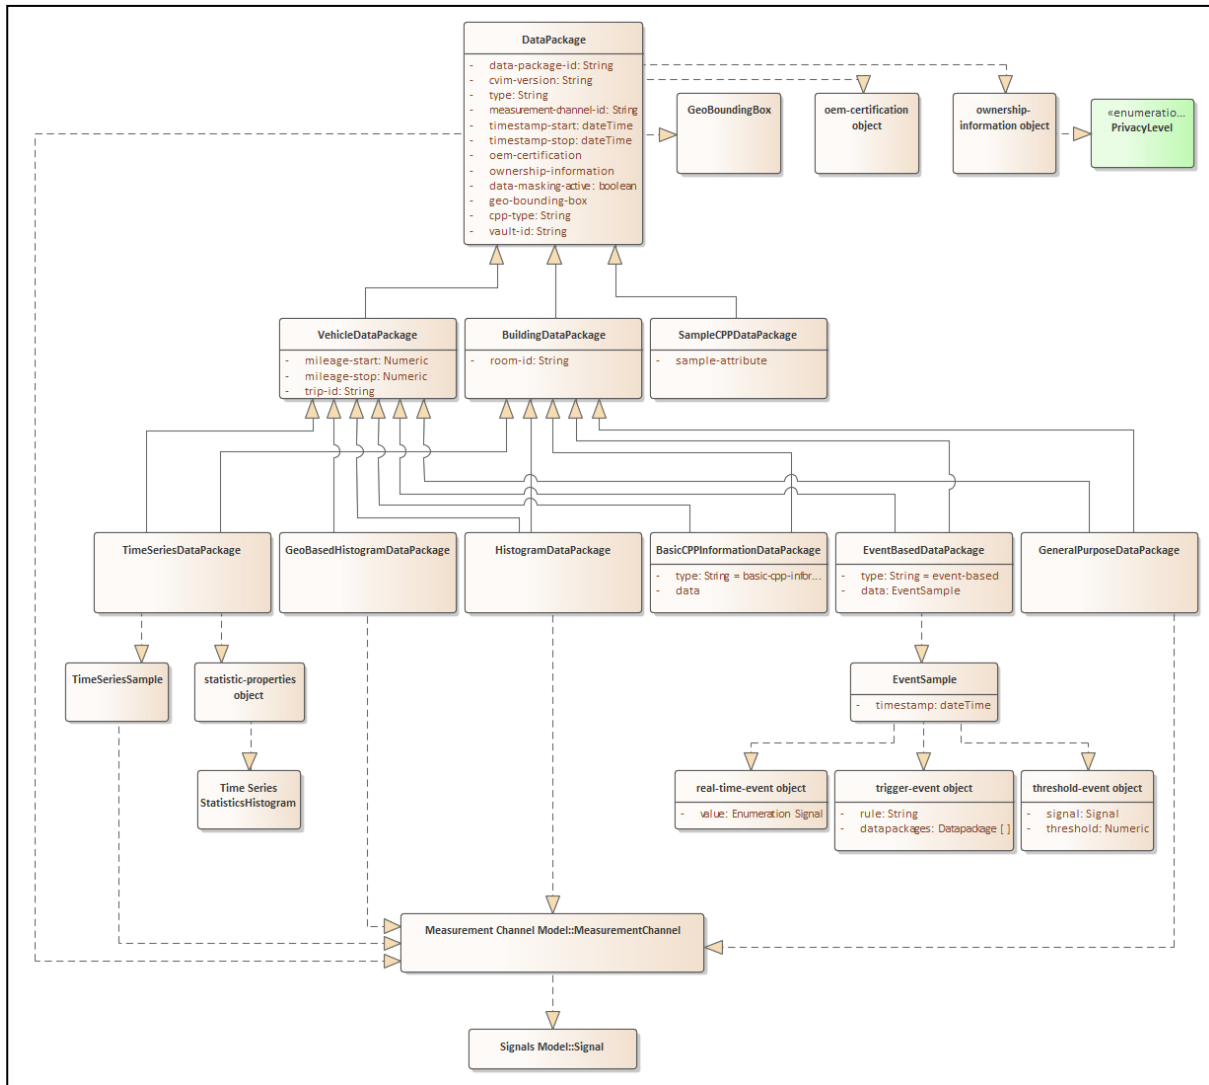 DataPackage
- data-package-id: String
- cvim-version: String
- type: String
- measurement-channel-id: String
- timestamp-start: dateTime
- timestamp-stop: dateTime
- oem-certification
- ownership-information
- data-masking-active: boolean
- geo-bounding-box
- cpp-type: String
- vault-id: String
GeoBoundingBox
oem-certification
object
ownership-
information object
«enumeratio...
PrivacyLevel
VehicleDataPackage
- mileage-start: Numeric
- mileage-stop: Numeric
- trip-id: String
BuildingDataPackage
- room-id: String
SampleCPPDataPackage
- sample-attribute
TimeSeriesDataPackage
GeoBasedHistogramDataPackage
HistogramDataPackage
BasicCPPInformationDataPackage
- type: String = basic-cpp-infor...
- data
EventBasedDataPackage
- type: String = event-based
- data: EventSample
GeneralPurposeDataPackage
TimeSeriesSample
statistic-properties
object
EventSample
- timestamp: dateTime
Time Series
StatisticsHistogram
real-time-event object
- value: Enumeration Signal
trigger-event object
- rule: String
- datapackages: Datapackage [ ]
threshold-event object
- signal: Signal
- threshold: Numeric
Measurement Channel Model::MeasurementChannel
Signals Model::Signal